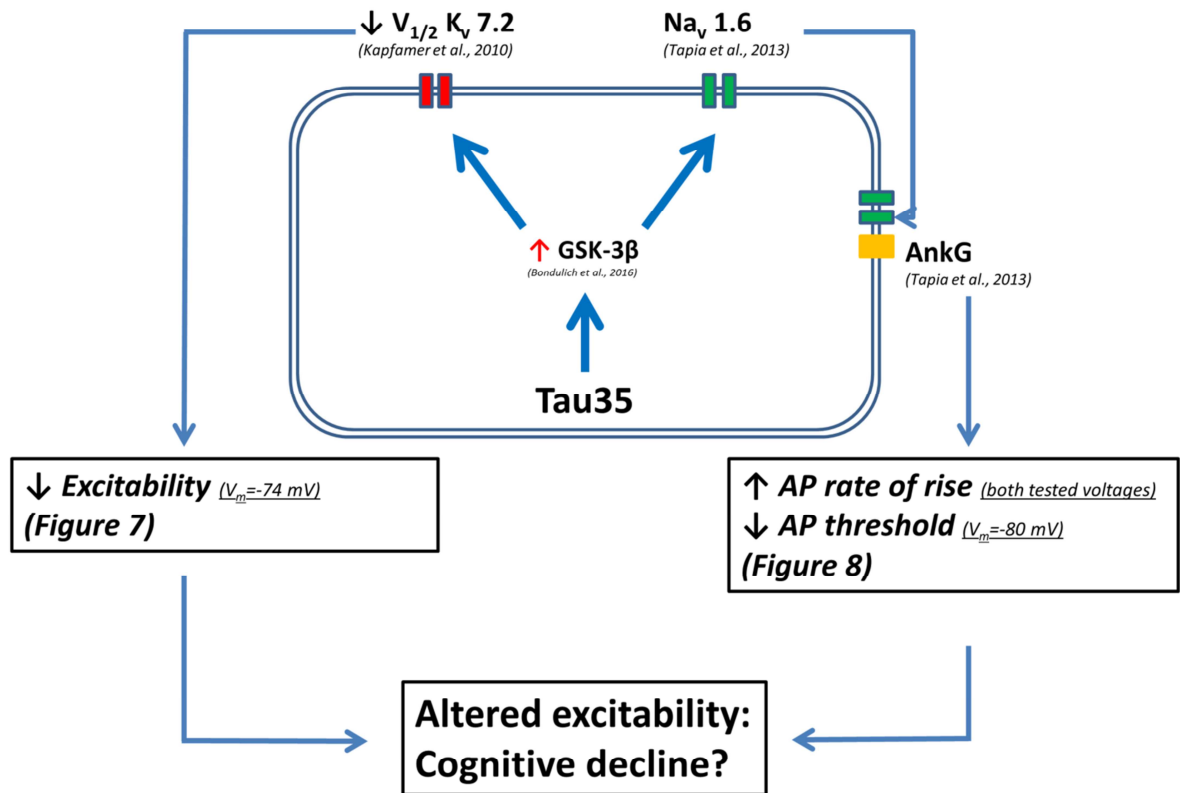 ↓ V1/2 Kv 7.2
(Kapfamer et al., 2010)
Nav 1.6
(Tapia et al., 2013)
↑ GSK-3β
(Bondulich et al., 2016)
AnkG
(Tapia et al., 2013)
Tau35
↓ Excitability (Vm=-74 mV)
(Figure 7)
↑ AP rate of rise (both tested voltages)
↓ AP threshold (Vm=-80 mV)
(Figure 8)
Altered excitability:
Cognitive decline?